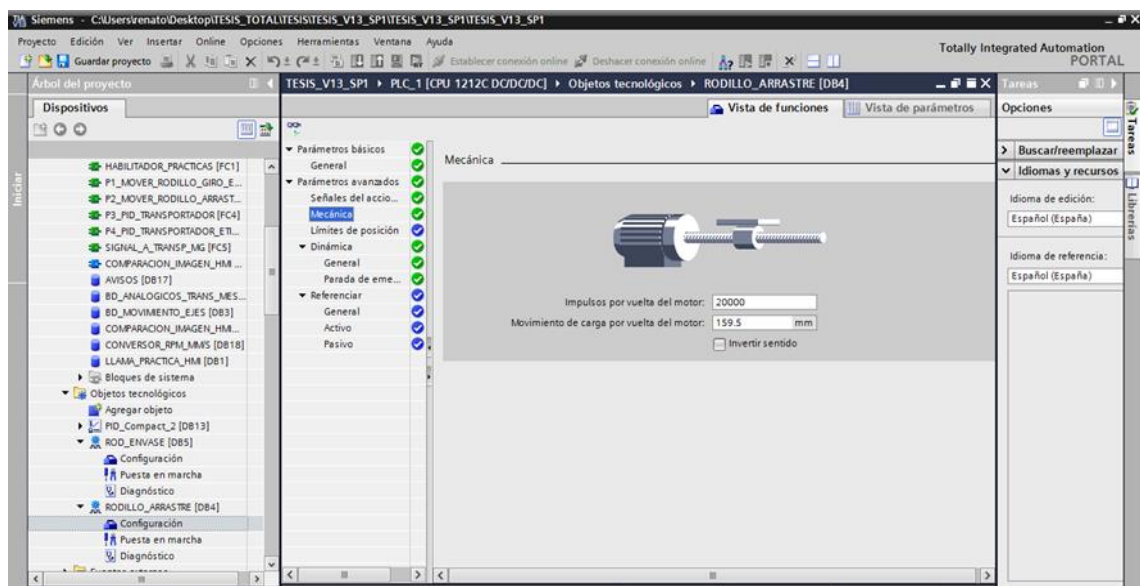 Siemens - C:\Users\renato\Desktop\TESIS_TOTAL\TESIS\TESIS_V13_SP1\TESIS_V13_SP1\TESIS_V13_SP1
Proyecto Edición Ver Insertar Online Opciones Herramientas Ventana Ayuda
Totally Integrated Automation
PORTAL
Guardar proyecto
Establecer conexión online
Deshacer conexión online
Árbol del proyecto
TESIS_V13_SP1 PLC_1 [CPU 1212C DC/DC/DC] Objetos tecnológicos RODILLO_ARRASTRE [DB4]
Tareas
Dispositivos
Vista de funciones
Vista de parámetros
Opciones
Iniciar
HABILITADOR_PRACTICAS [FC1]
P1_MOVER_RODILLO_GIRO_E...
P2_MOVER_RODILLO_ARRAST...
P3_PID_TRANSPORTADOR [FC4]
P4_PID_TRANSPORTADOR_ETI...
SIGNAL_A_TRANSP_MG [FC5]
COMPARACION_IMAGEN_HMI ...
AVISOS [DB17]
BD_ANALOGICOS_TRANS_MES...
BD_MOVIMIENTO_EJES [DB3]
COMPARACION_IMAGEN_HM...
CONVERSOR_RPM_MM/S [DB18]
LLAMA_PRACTICA_HMI [DB1]
Bloques de sistema
Objetos tecnológicos
Agregar objeto
PID_Compact_2 [DB13]
ROD_ENVASE [DB5]
Configuración
Puesta en marcha
Diagnóstico
RODILLO_ARRASTRE [DB4]
Configuración
Puesta en marcha
Diagnóstico
Parámetros básicos
General
Parámetros avanzados
Señales del accio...
Mecánica
Límites de posición
Dinámica
General
Parada de eme...
Referenciar
General
Activo
Pasivo
Mecánica
Impulsos por vuelta del motor: 20000
Movimiento de carga por vuelta del motor: 159.5 mm
Invertir sentido
Buscar/reemplazar
Idiomas y recursos
Idioma de edición:
Español (España)
Idioma de referencia:
Español (España)
Tareas
Librerías